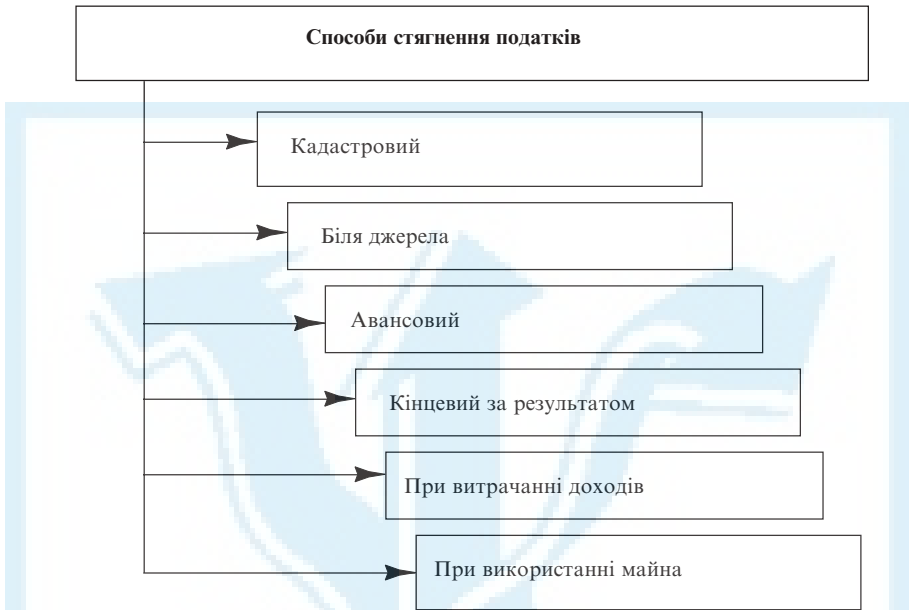 Способи стягнення податків
Кадастровий
Біля джерела
Авансовий
Кінцевий за результатом
При витрачанні доходів
При використанні майна